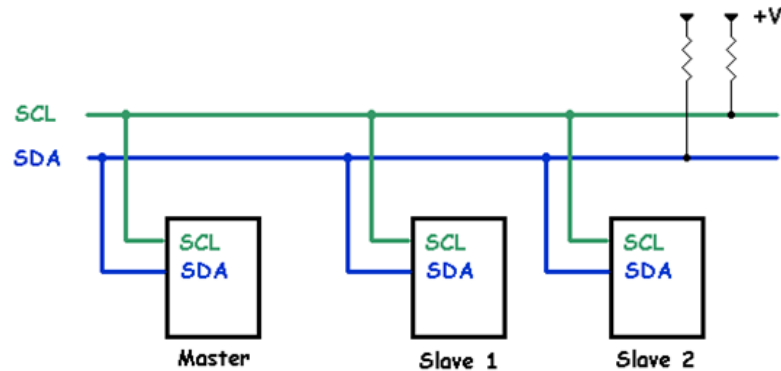 +V
SCL
SDA
SCL SCL SCL
SDA SDA SDA
Master Slave 1 Slave 2